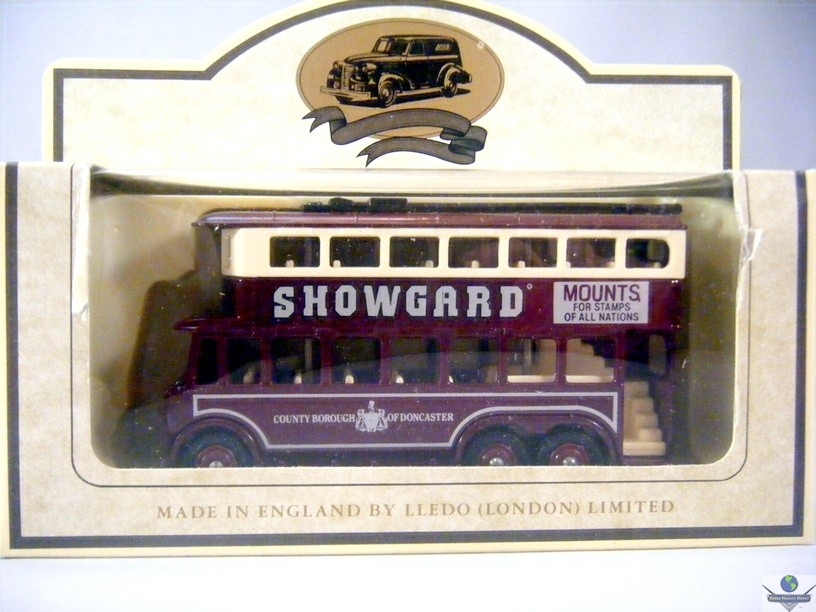 SHOWGARD
MOUNTS
FOR STAMPS
OF ALL NATIONS
COUNTY BOROUGH OF DONCASTER
MADE IN ENGLAND BY LLEDO (LONDON) LIMITED